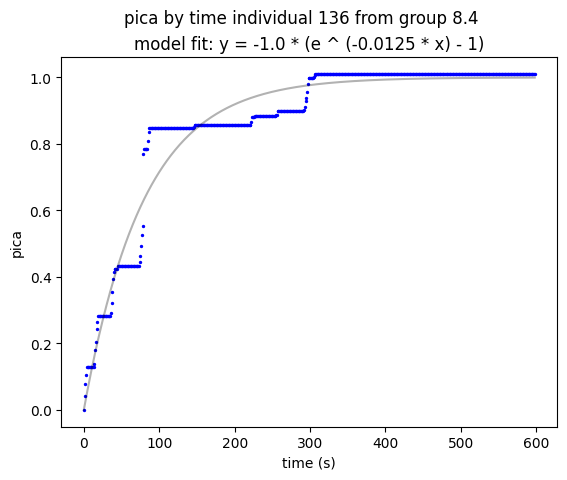 pica by time individual 136 from group 8.4
model fit: y = -1.0 * (e ^ (-0.0125 * x) - 1)
1.0
0.8
0.6
0.4
0.2
0.0
pica
0 100 200 300 400 500 600
time (s)